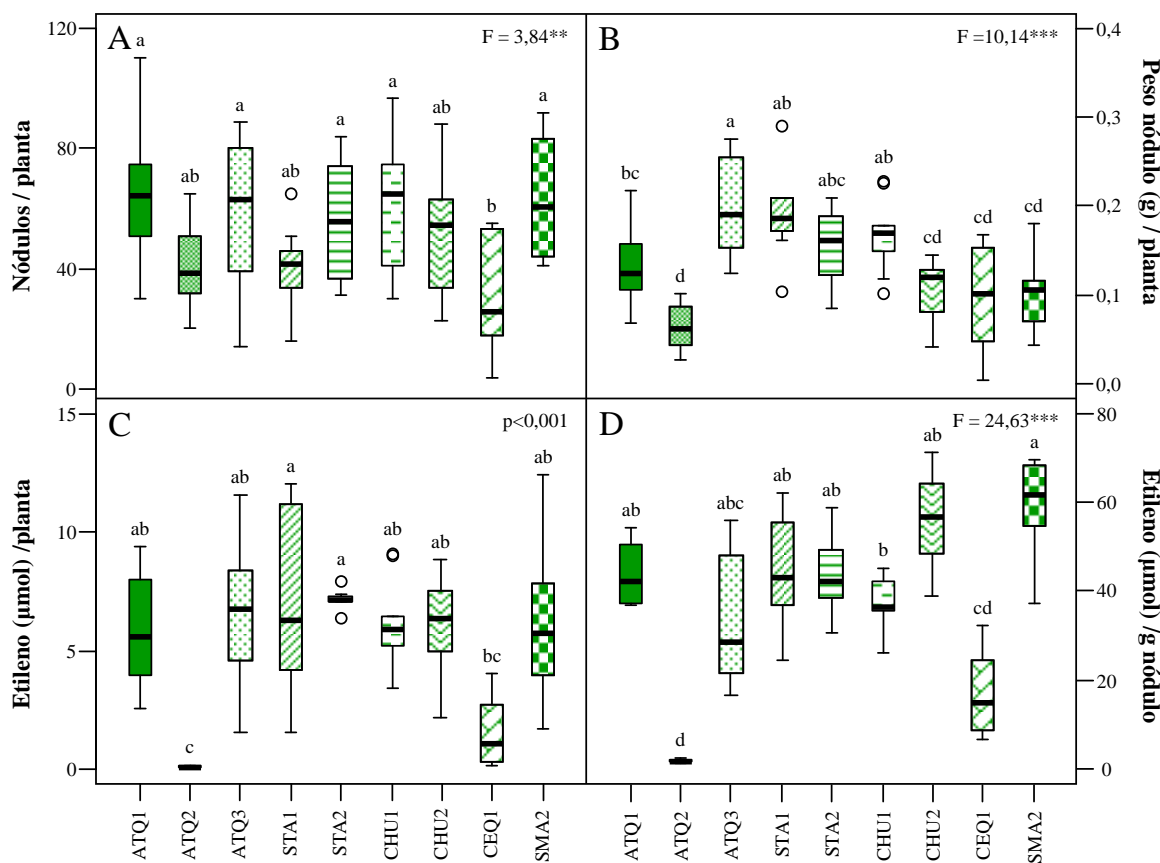 A
F = 3,84**
Nódulos / planta
120
80
40
0
a
ab
a
ab
a
a
ab
b
a
B
F =10,14***
Peso nódulo (g) / planta
0,4
0,3
0,2
0,1
0,0
bc
d
a
ab
abc
ab
cd
cd
cd
C
p<0,001
Etileno (µmol) /planta
15
10
5
0
ab
c
ab
a
a
ab
ab
bc
ab
D
F = 24,63***
Etileno (µmol) /g nódulo
80
60
40
20
0
ab
d
abc
ab
ab
b
ab
cd
a
ATQ1
ATQ2
ATQ3
STA1
STA2
CHU1
CHU2
CEQ1
SMA2
ATQ1
ATQ2
ATQ3
STA1
STA2
CHU1
CHU2
CEQ1
SMA2